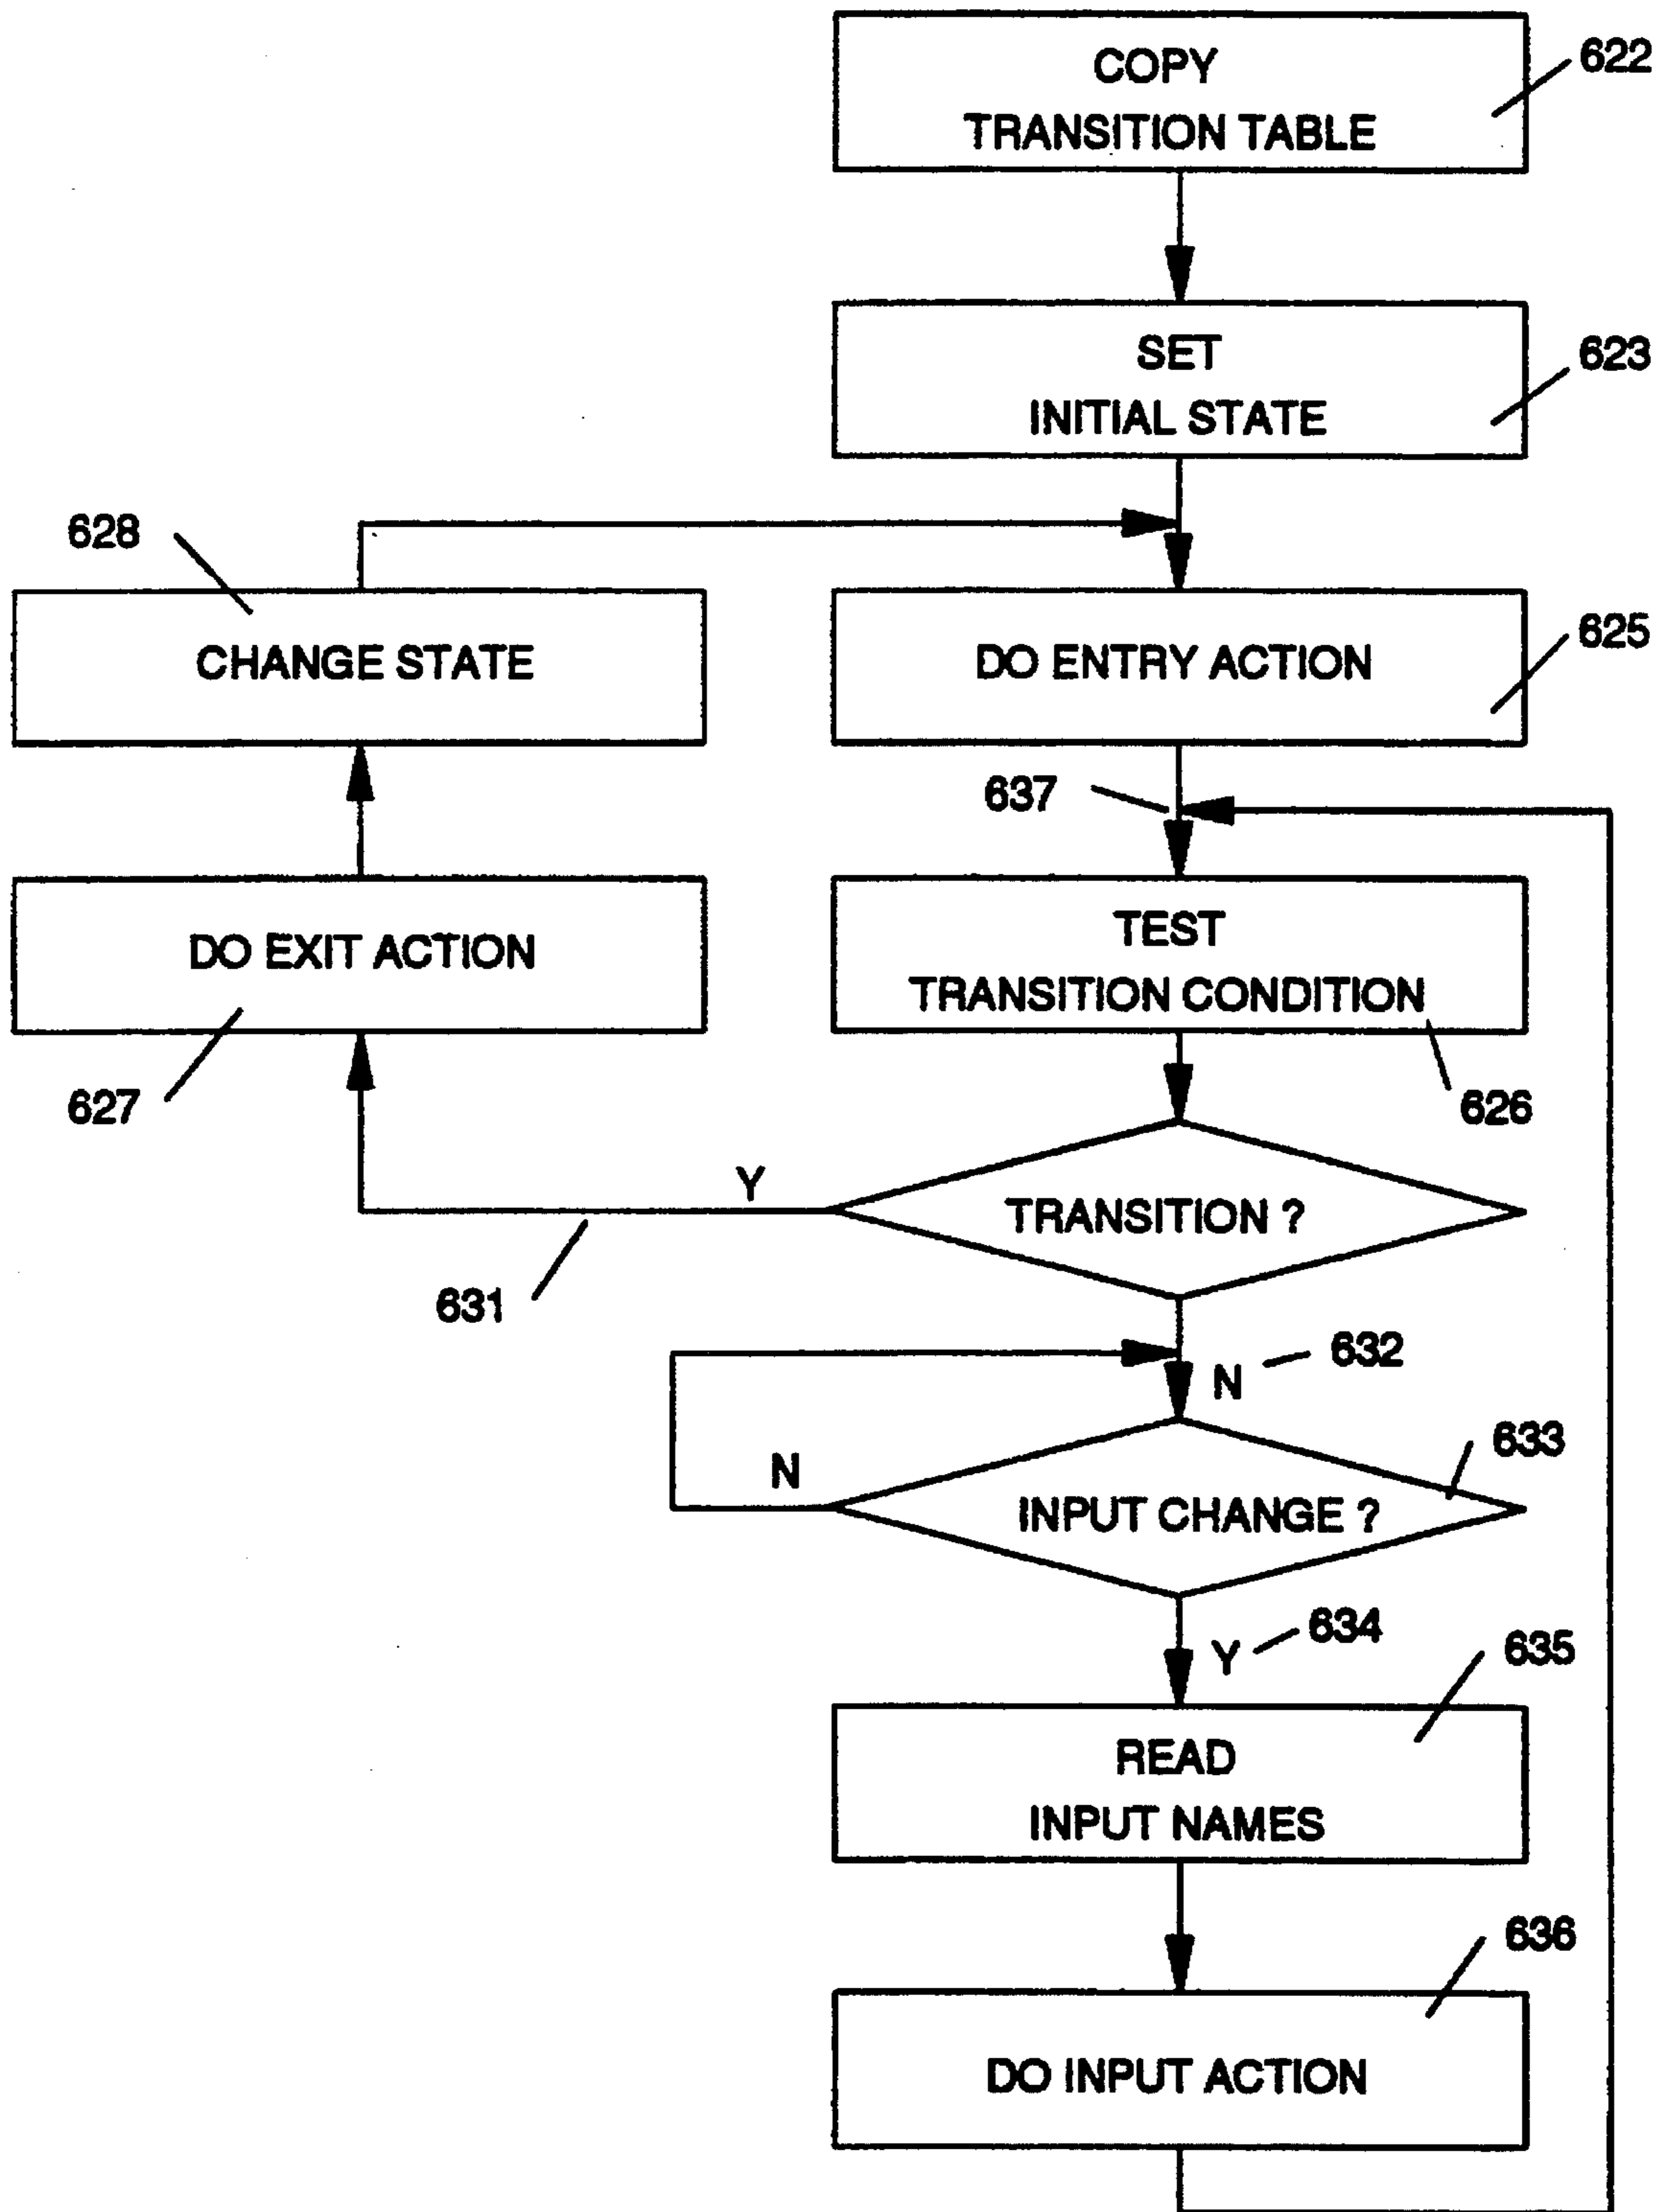 COPY
TRANSITION TABLE
622
SET
INITIAL STATE
623
628
CHANGE STATE
DO ENTRY ACTION
625
637
DO EXIT ACTION
TEST
TRANSITION CONDITION
627
626
Y
TRANSITION ?
631
632
N
N
633
INPUT CHANGE ?
634
Y
635
READ
INPUT NAMES
636
DO INPUT ACTION